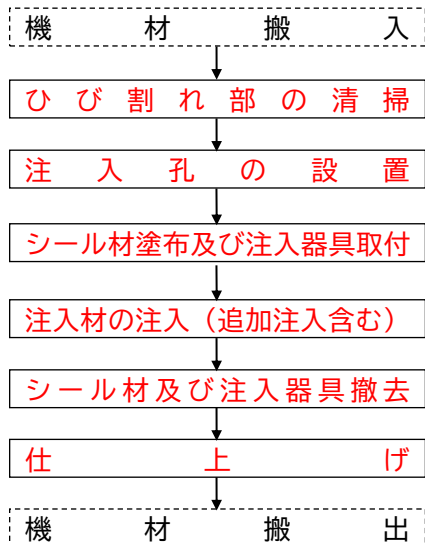 機材搬入
ひび割れ部の清掃
注入孔の設置
シール材塗布及び注入器具取付
注入材の注入（追加注入含む）
シール材及び注入器具撤去
仕上げ
機材搬出